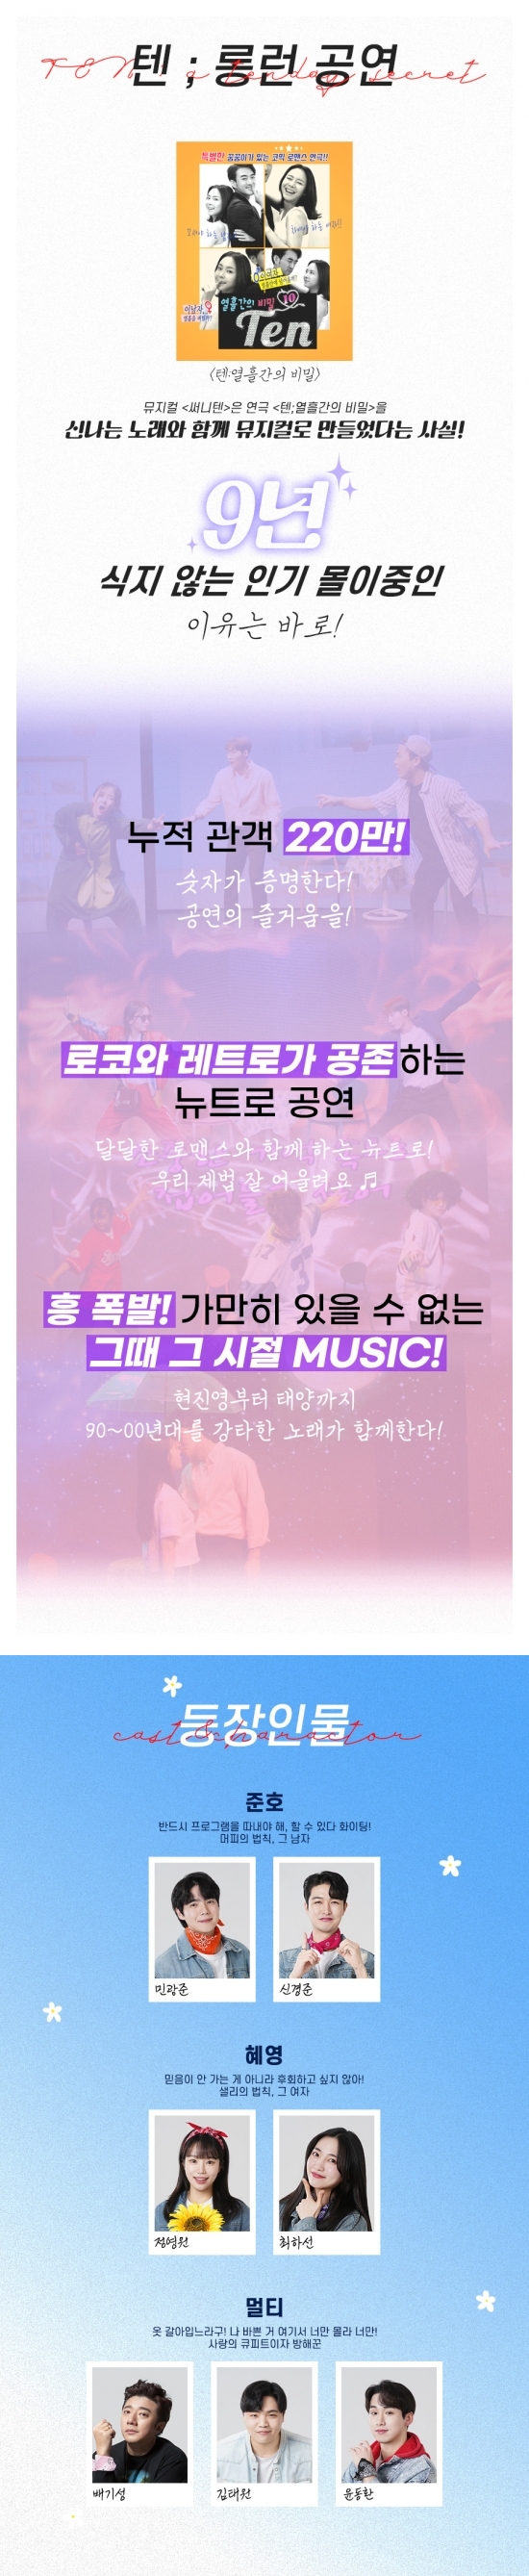 텐 ; 롱런 공연
TEN : a tenday secret
특별한 꿍꿍이가 있는 코믹 로맨스 연극!!
열흘간의 비밀 10
Ten
<텐;열흘간의 비밀>
뮤지컬 <써니텐>은 연극 <텐;열흘간의 비밀>을
신나는 노래와 함께 뮤지컬로 만들었다는 사실!
9년
식지 않는 인기 몰이중인
이유는 바로!
누적 관객 220만!
숫자가 증명한다!
공연의 즐거움을!
로코와 레트로가 공존하는
뉴트로 공연
달달한 로맨스와 함께 하는 뉴트로!
우리 제법 잘 어울려요 ♬
흥 폭발! 가만히 있을 수 없는
그때 그 시절 MUSIC!
현진영부터 태양까지
90~00년대를 강타한 노래가 함께한다!
등장인물
cast & charactor
준호
반드시 프로그램을 따내야 해, 할 수 있다 화이팅!
머피의 법칙, 그 남자
민광준
신경준
혜영
믿음이 안 가는 게 아니라 후회하고 싶지 않아!
샐리의 법칙, 그 여자
정영원
최하선
멀티
옷 갈아입느라구! 나 바쁜 거 여기서 너만 몰라 너만!
사랑의 큐피트이자 방해꾼
배기성
김태원
윤동환